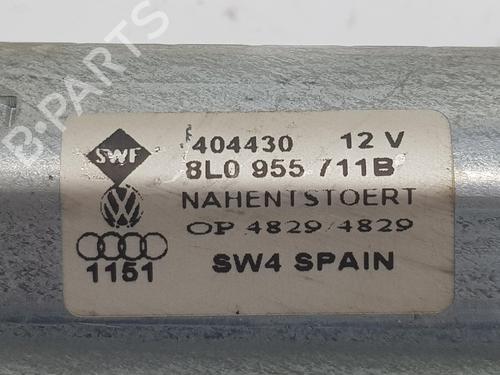 B-PARTS
404430 12 V
SWF
8L0 955 711B
NAHENTSTOERT
OP 4829/4829
1151
SW4 SPAIN